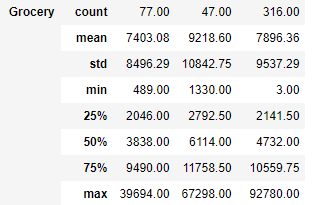 Grocery count 77.00 47.00 316.00
mean 7403.08 9218.60 7896.36
std 8496.29 10842.75 9537.29
min 489.00 1330.00 3.00
25% 2046.00 2792.50 2141.50
50% 3838.00 6114.00 4732.00
75% 9490.00 11758.50 10559.75
max 39694.00 67298.00 92780.00